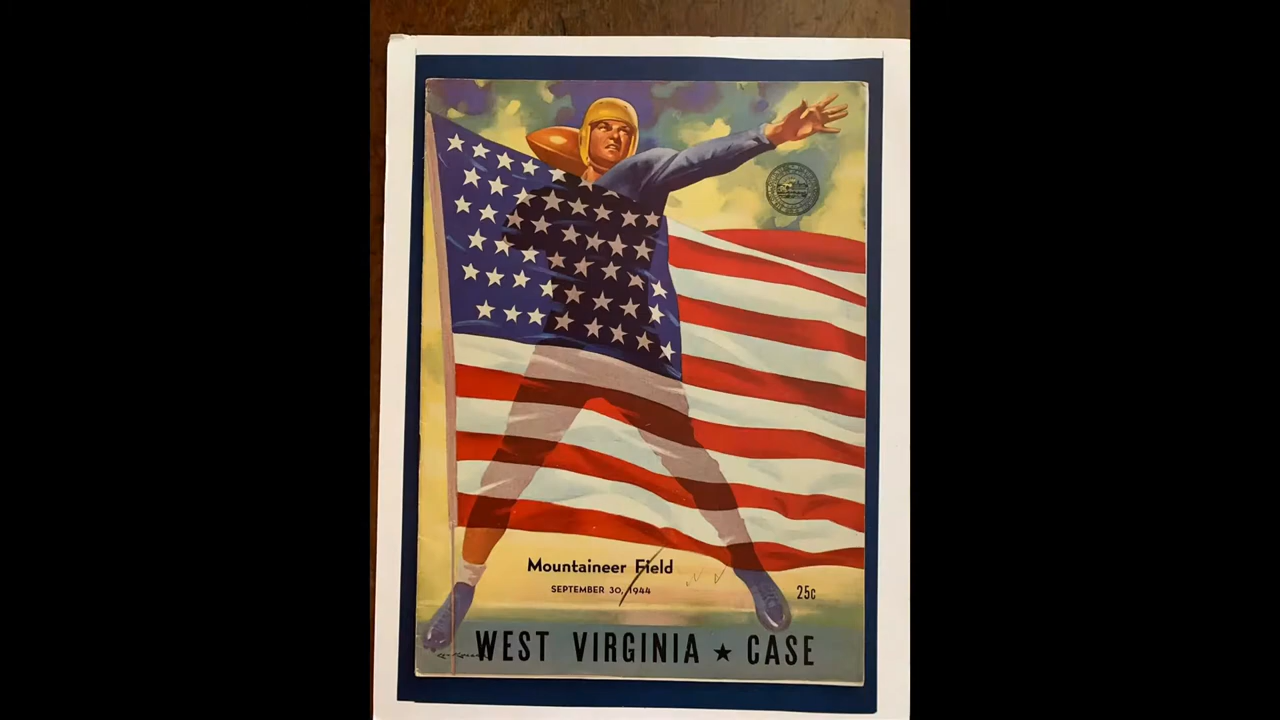 Mountaineer Field
SEPTEMBER 30, 1944
25c
WEST VIRGINIA ★ CASE